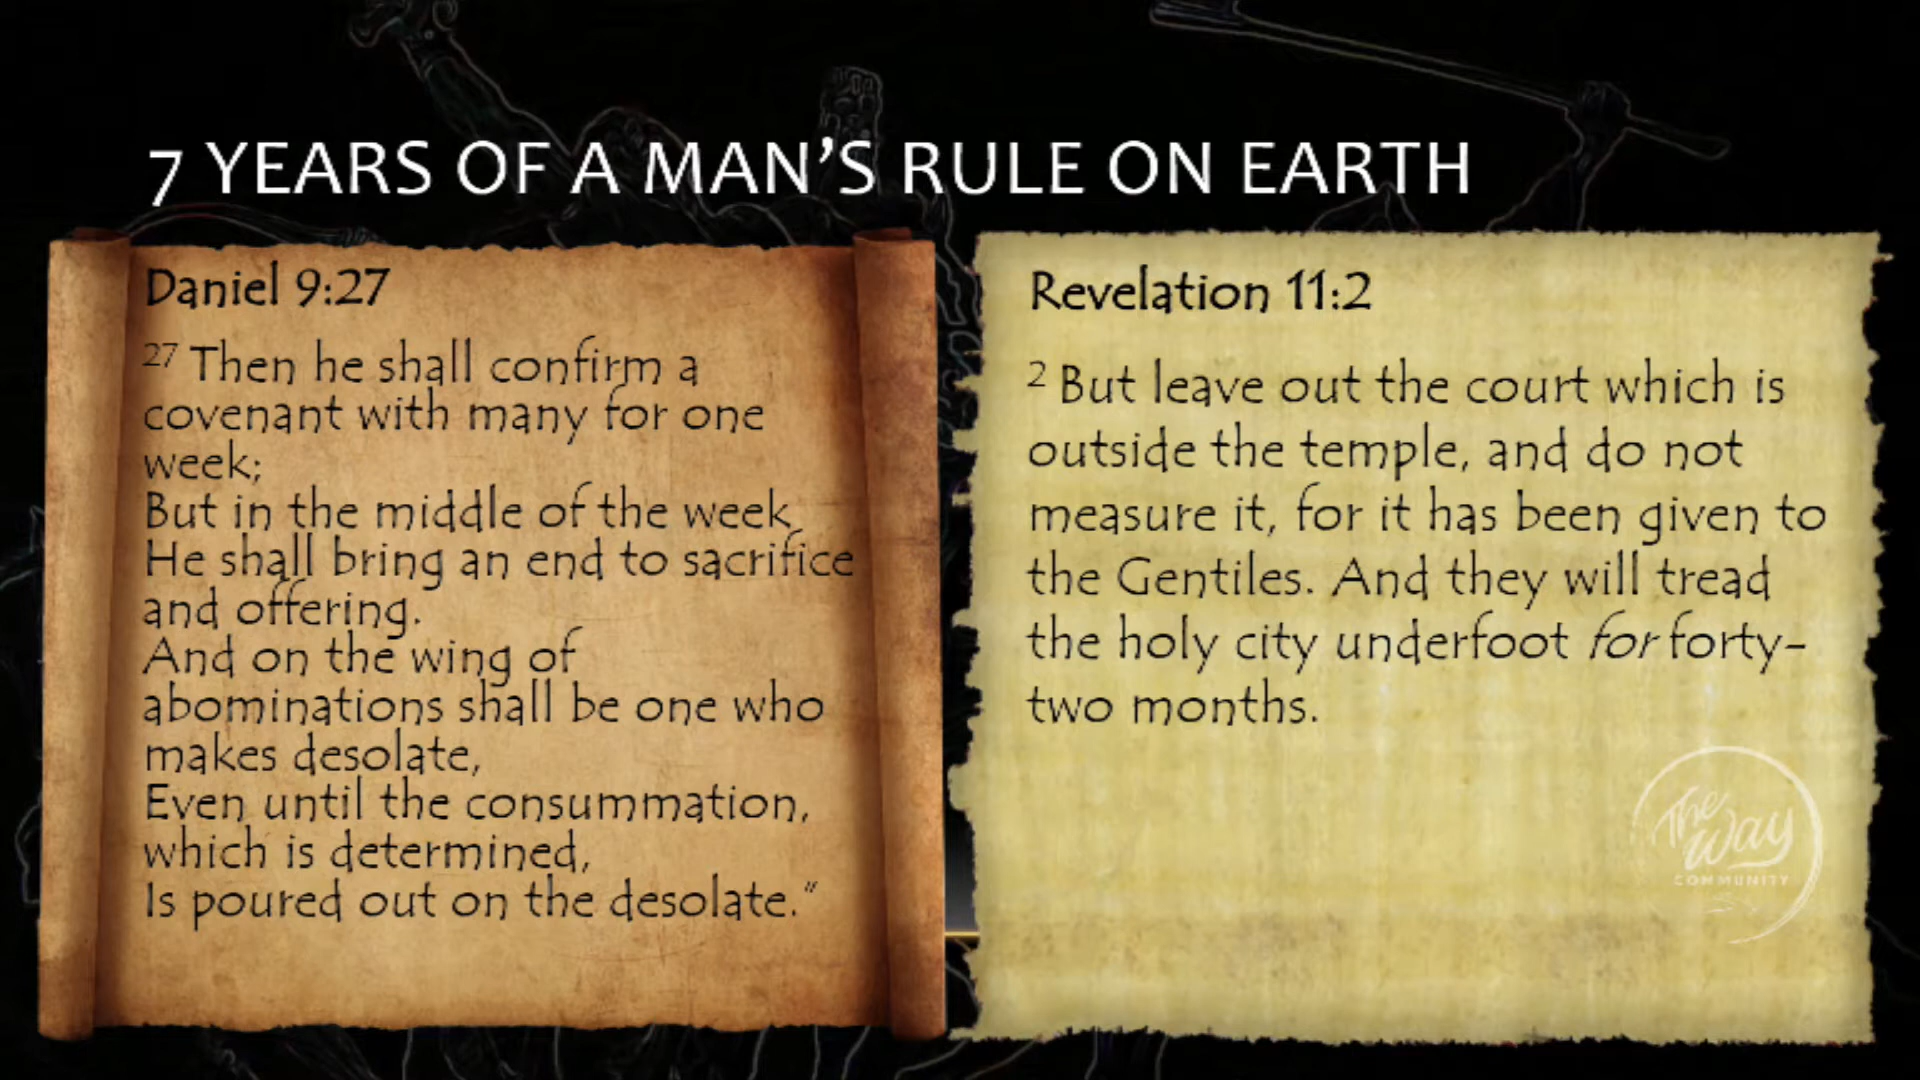 7 YEARS OF A MAN'S RULE ON EARTH
Daniel 9:27
27 Then he shall confirm a
covenant with many for one
week;
But in the middle of the week
He shall bring an end to sacrifice
and offering.
And on the wing of
abominations shall be one who
makes desolate,
Even until the consummation,
which is determined,
Is poured out on the desolate."
Revelation 11:2
2 But leave out the court which is
outside the temple, and do not
measure it, for it has been given to
the Gentiles. And they will tread
the holy city underfoot for forty-
two months.
The
Way
COMMUNITY